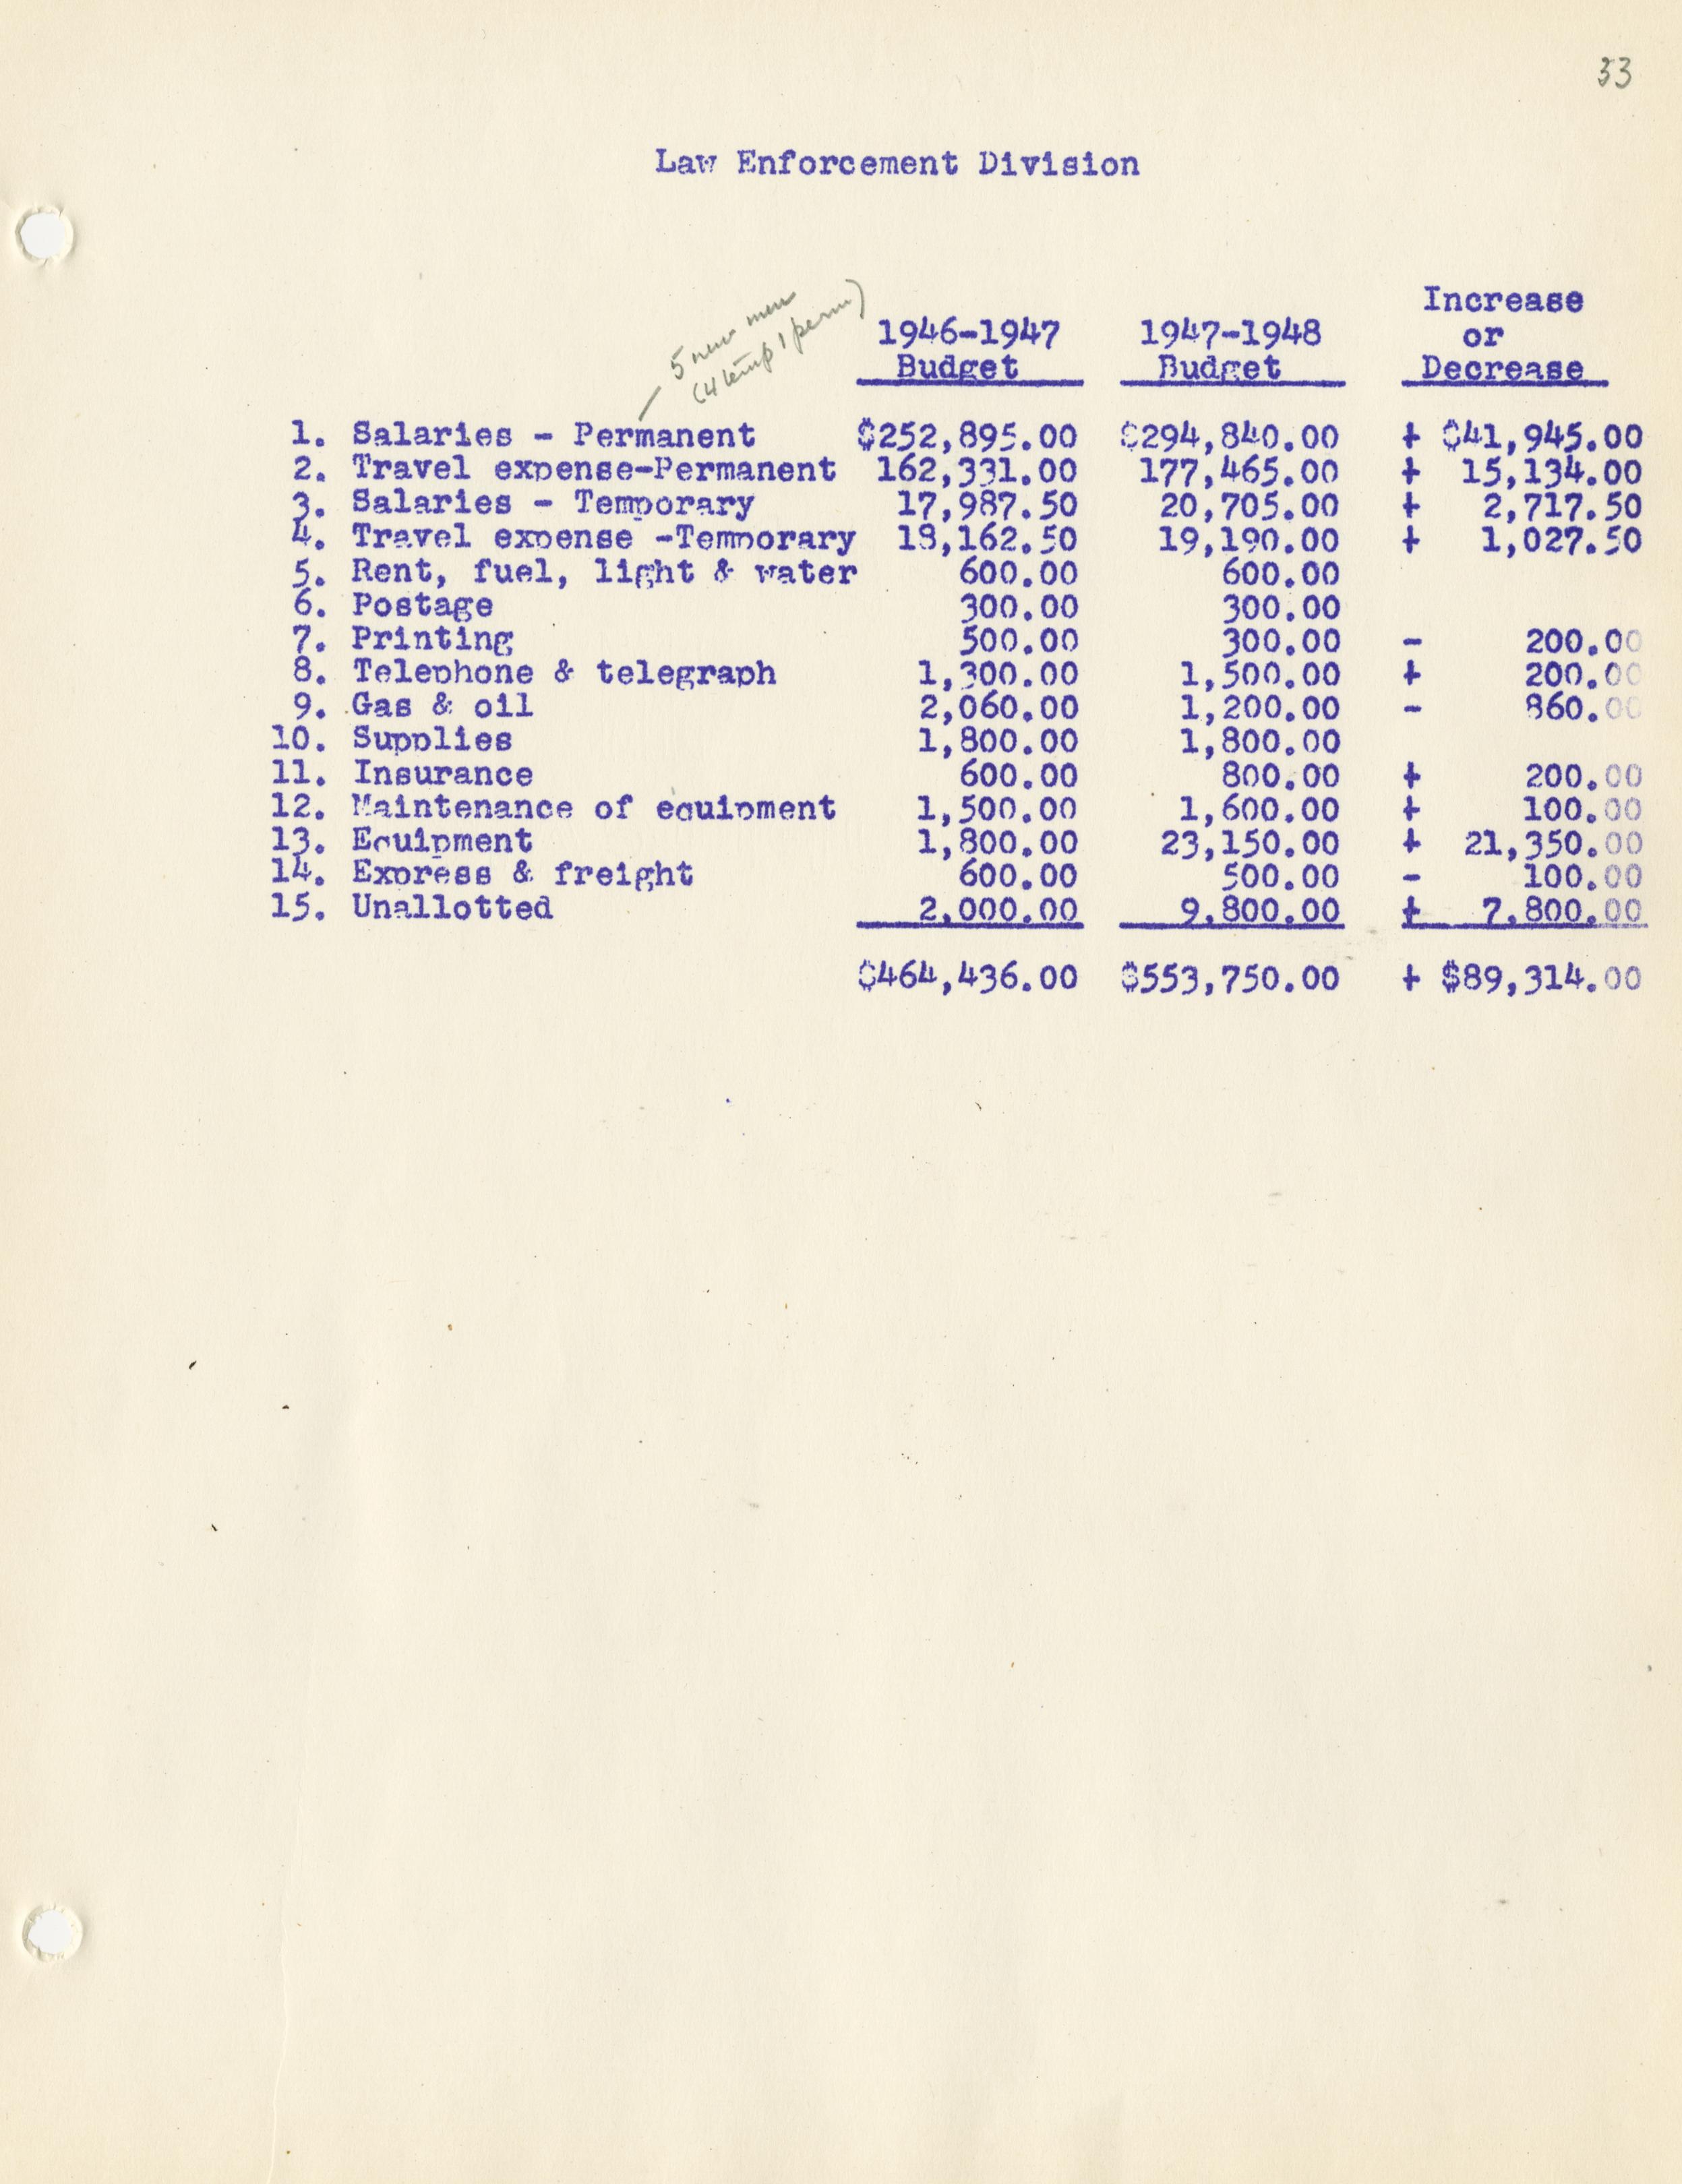 33
Law Enforcement Division
5 new men
(4 temp 1 perm)
Increase
1946-1947 1947-1948 or
Budget Budget Decrease
1. Salaries - Permanent $252,895.00 $294,840.00 + $41,945.00
2. Travel expense-Permanent 162,331.00 177,465.00 + 15,134.00
3. Salaries - Temporary 17,987.50 20,705.00 + 2,717.50
4. Travel expense -Temporary 18,162.50 19,190.00 + 1,027.50
5. Rent, fuel, light & water 600.00 600.00
6. Postage 300.00 300.00
7. Printing 500.00 300.00 - 200.00
8. Telephone & telegraph 1,300.00 1,500.00 + 200.00
9. Gas & oil 2,060.00 1,200.00 - 860.00
10. Supplies 1,800.00 1,800.00
11. Insurance 600.00 800.00 + 200.00
12. Maintenance of equipment 1,500.00 1,600.00 + 100.00
13. Equipment 1,800.00 23,150.00 + 21,350.00
14. Express & freight 600.00 500.00 - 100.00
15. Unallotted 2,000.00 9,800.00 + 7,800.00
$464,436.00 $553,750.00 + $89,314.00